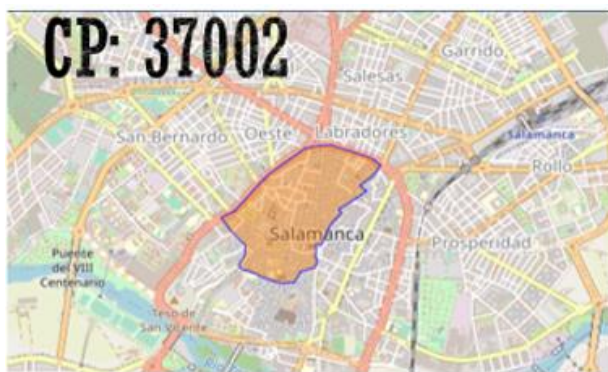 CP: 37002
Garrido
Salesas
San Bernardo
Oeste
Labradores
Salamanca
Rollo
Salamanca
Prosperidad
Puente
del VIII
Centenario
Teso de
San Vicente